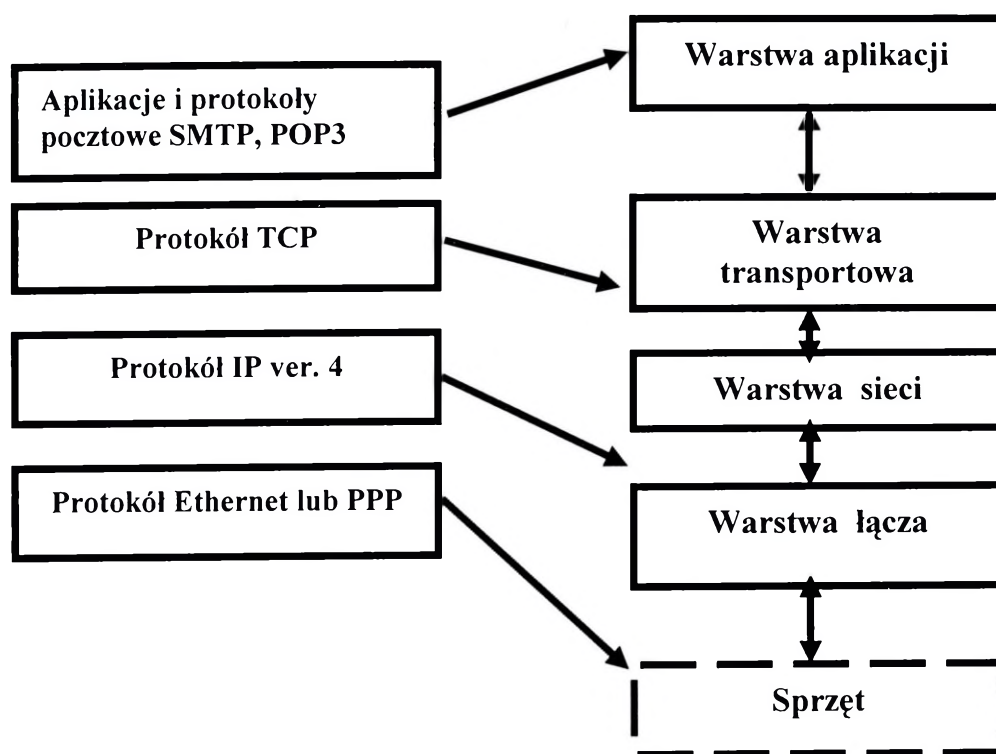 Warstwa aplikacji
Aplikacje i protokoły
pocztowe SMTP, POP3
Protokół TCP
Warstwa
transportowa
Protokół IP ver. 4
Warstwa sieci
Protokół Ethernet lub PPP
Warstwa łącza
Sprzęt